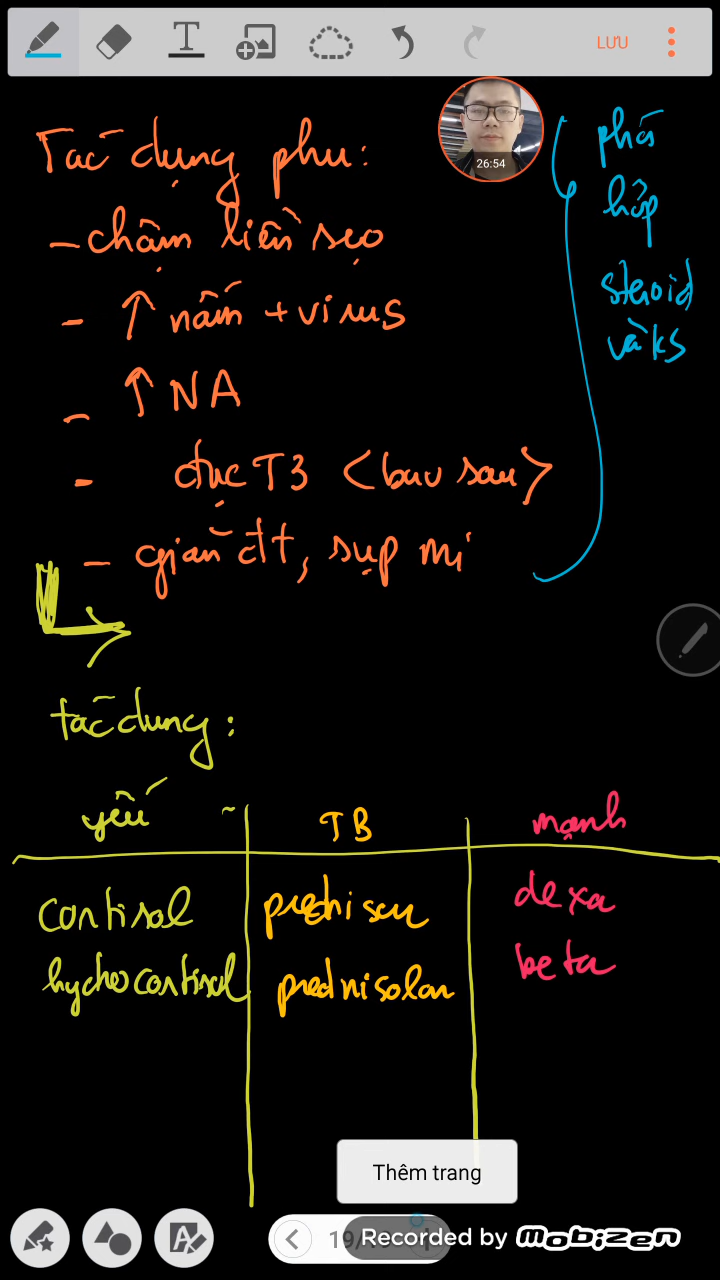 T
LƯU
Tác dụng phụ:
26:54
- chậm liền sẹo
- ↑ nấm + virus
- ↑ NA
- đục T3 <bao sau>
- giãn đt, sụp mi
phối
hợp
steroid
và KS
tác dụng:
yếu
TB
mạnh
cortisol
prednison
dexa
hydrocortisol
prednisolon
beta
Thêm trang
Recorded by MOBIZEN